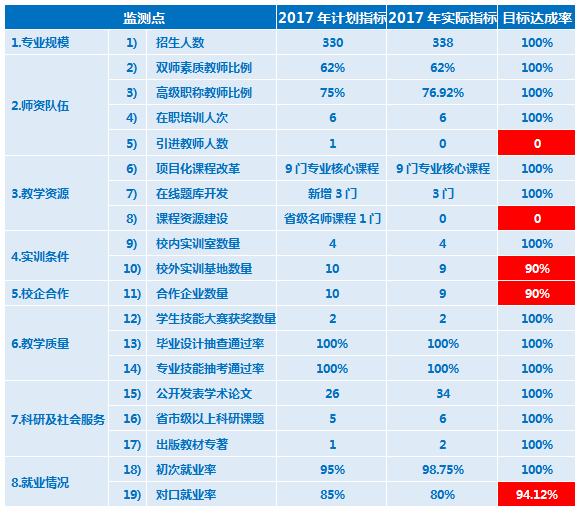 监测点 2017年计划指标 2017年实际指标 目标达成率
1.专业规模 1) 招生人数 330 338 100%
2.师资队伍 2) 双师素质教师比例 62% 62% 100%
3) 高级职称教师比例 75% 76.92% 100%
4) 在职培训人次 6 6 100%
5) 引进教师人数 1 0 0
3.教学资源 6) 项目化课程改革 9门专业核心课程 9门专业核心课程 100%
7) 在线题库开发 新增3门 3门 100%
8) 课程资源建设 省级名师课程1门 0 0
4.实训条件 9) 校内实训室数量 4 4 100%
10) 校外实训基地数量 10 9 90%
5.校企合作 11) 合作企业数量 10 9 90%
6.教学质量 12) 学生技能大赛获奖数量 2 2 100%
13) 毕业设计抽查通过率 100% 100% 100%
14) 专业技能抽考通过率 100% 100% 100%
7.科研及社会服务 15) 公开发表学术论文 26 34 100%
16) 省市级以上科研课题 5 6 100%
17) 出版教材专著 1 2 100%
8.就业情况 18) 初次就业率 95% 98.75% 100%
19) 对口就业率 85% 80% 94.12%